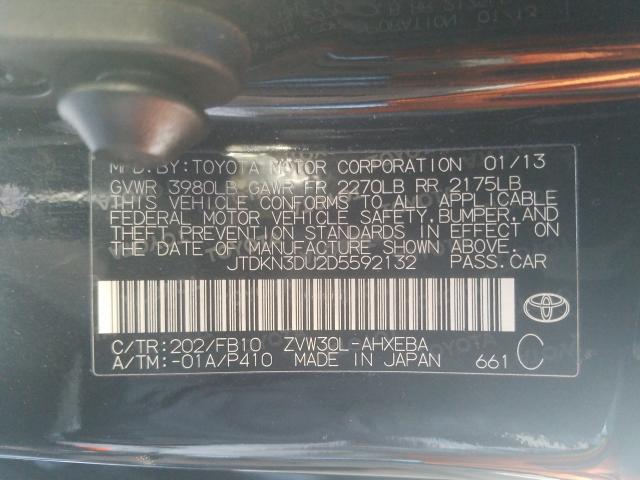 MFD.BY:TOYOTA MOTOR CORPORATION 01/13
GVWR 3980LB GAWR FR 2270LB RR 2175LB
THIS VEHICLE CONFORMS TO ALL APPLICABLE
FEDERAL MOTOR VEHICLE SAFETY,BUMPER,AND
THEFT PREVENTION STANDARDS IN EFFECT ON
THE DATE OF MANUFACTURE SHOWN ABOVE.
JTDKN3DU2D5592132 PASS.CAR
C/TR:202/FB10 ZVW30L-AHXEBA
A/TM:-01A/P410 MADE IN JAPAN 661 C